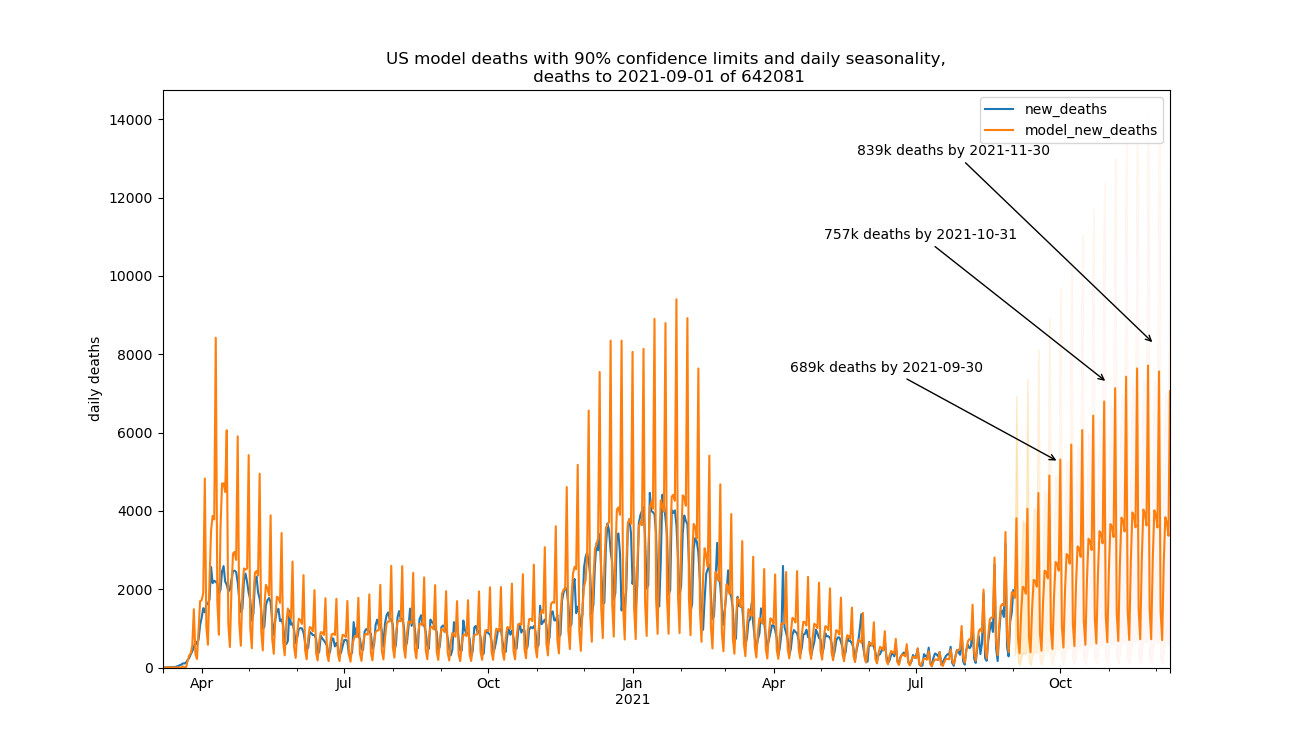 US model deaths with 90% confidence limits and daily seasonality,
deaths to 2021-09-01 of 642081
new_deaths
model_new_deaths
14000
12000
10000
8000
6000
4000
2000
0
daily deaths
839k deaths by 2021-11-30
757k deaths by 2021-10-31
689k deaths by 2021-09-30
Apr
Jul
Oct
Jan
2021
Apr
Jul
Oct